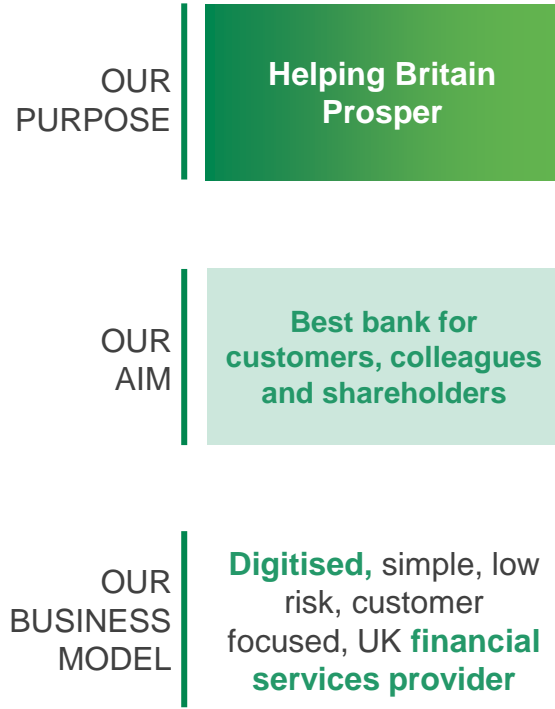 OUR
PURPOSE
Helping Britain
Prosper
OUR
AIM
Best bank for
customers, colleagues
and shareholders
OUR
BUSINESS
MODEL
Digitised, simple, low
risk, customer
focused, UK financial
services provider